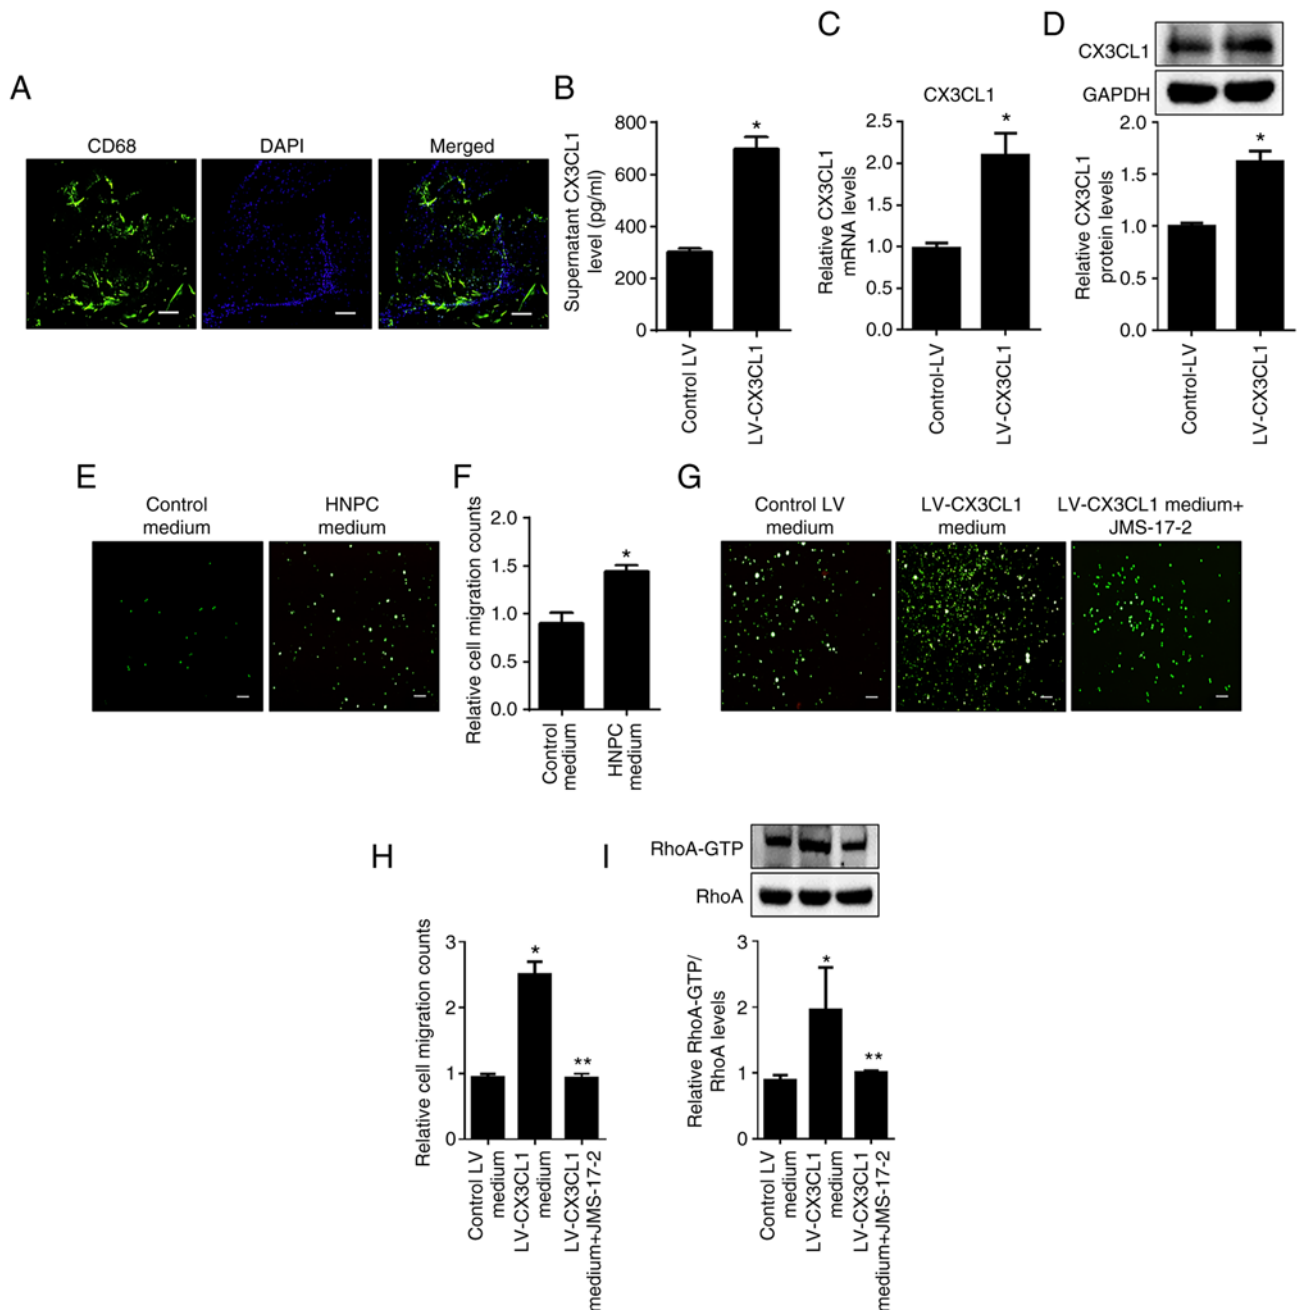 A
CD68
DAPI
Merged
B
Supernatant CX3CL1
level (pg/ml)
800
600
400
200
0
*
Control LV
LV-CX3CL1
C
CX3CL1
Relative CX3CL1
mRNA levels
2.5
2.0
1.5
1.0
0.5
0.0
*
Control-LV
LV-CX3CL1
D
CX3CL1
GAPDH
Relative CX3CL1
protein levels
2.0
1.5
1.0
0.5
0.0
*
Control-LV
LV-CX3CL1
E
Control
medium
HNPC
medium
F
Relative cell migration counts
2.0
1.5
1.0
0.5
0.0
*
Control
medium
HNPC
medium
G
Control LV
medium
LV-CX3CL1
medium
LV-CX3CL1 medium+
JMS-17-2
H
Relative cell migration counts
3
2
1
0
*
**
Control LV
medium
LV-CX3CL1
medium
LV-CX3CL1
medium+JMS-17-2
I
RhoA-GTP
RhoA
Relative RhoA-GTP/
RhoA levels
3
2
1
0
*
**
Control LV
medium
LV-CX3CL1
medium
LV-CX3CL1
medium+JMS-17-2